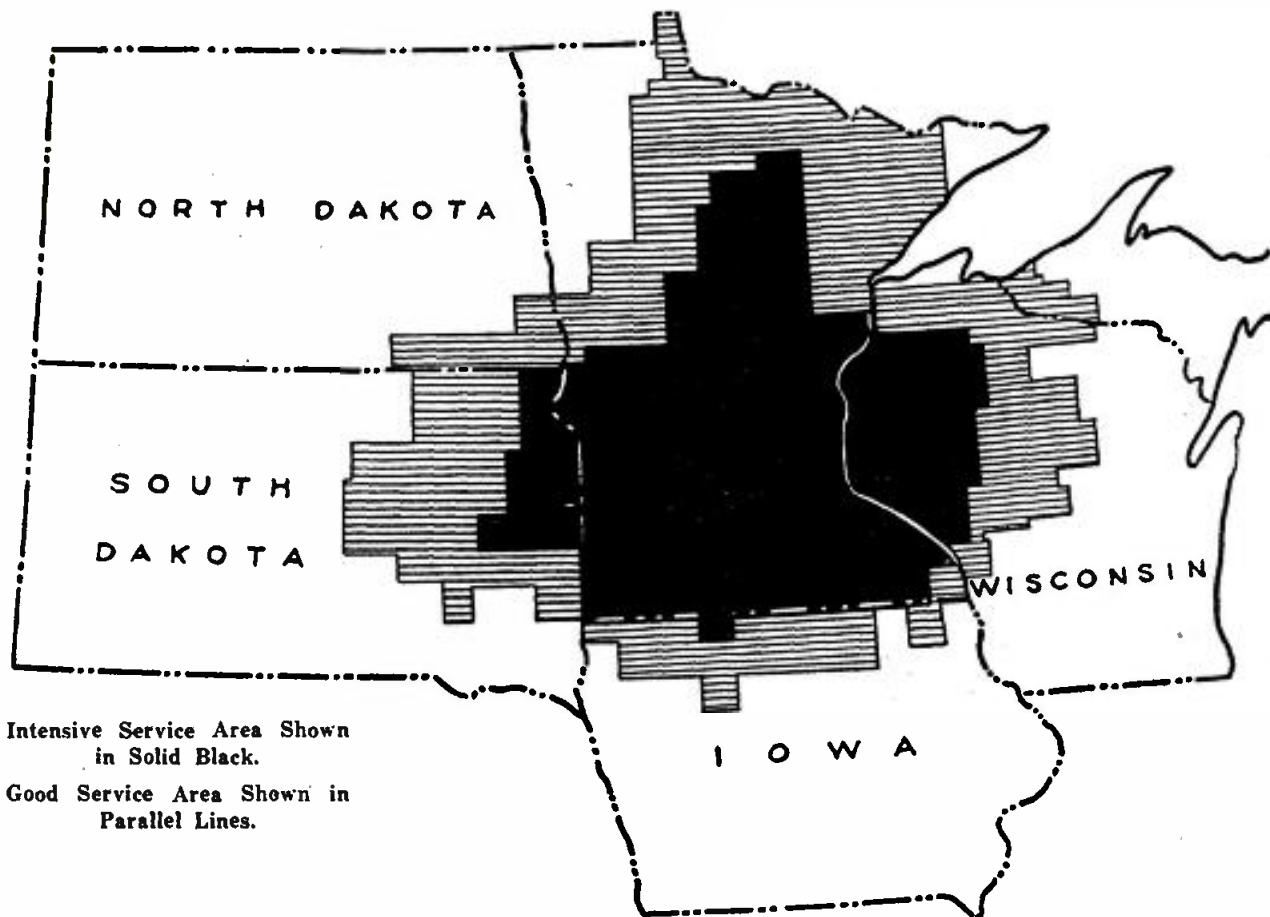 NORTH DAKOTA
SOUTH
DAKOTA
WISCONSIN
IOWA
Intensive Service Area Shown
in Solid Black.
Good Service Area Shown in
Parallel Lines.